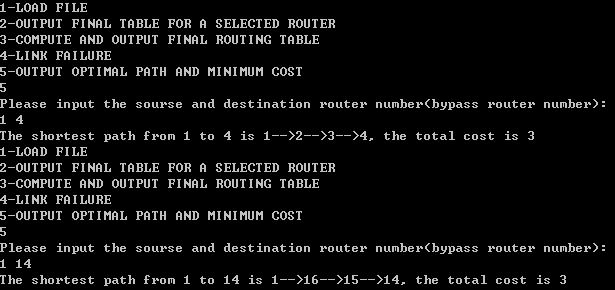 1-LOAD FILE
2-OUTPUT FINAL TABLE FOR A SELECTED ROUTER
3-COMPUTE AND OUTPUT FINAL ROUTING TABLE
4-LINK FAILURE
5-OUTPUT OPTIMAL PATH AND MINIMUM COST
5
Please input the sourse and destination router number(bypass router number):
1 4
The shortest path from 1 to 4 is 1-->2-->3-->4, the total cost is 3
1-LOAD FILE
2-OUTPUT FINAL TABLE FOR A SELECTED ROUTER
3-COMPUTE AND OUTPUT FINAL ROUTING TABLE
4-LINK FAILURE
5-OUTPUT OPTIMAL PATH AND MINIMUM COST
5
Please input the sourse and destination router number(bypass router number):
1 14
The shortest path from 1 to 14 is 1-->16-->15-->14, the total cost is 3